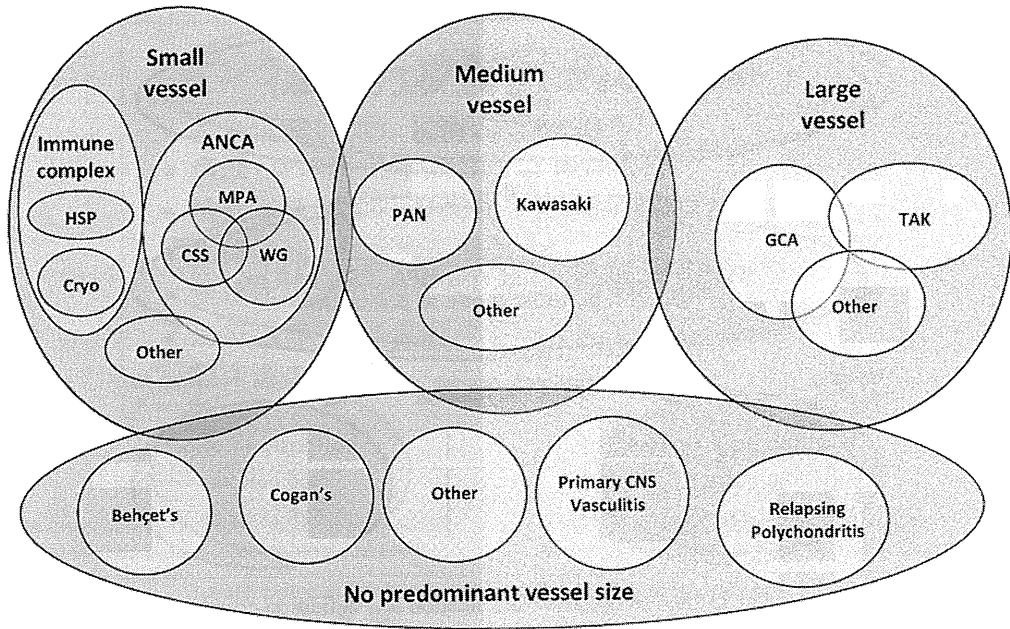 Small
vessel
Immune
complex
HSP
Cryo
ANCA
MPA
CSS
WG
Other
Medium
vessel
PAN
Kawasaki
Other
Large
vessel
GCA
TAK
Other
Behçet's
Cogan's
Other
Primary CNS
Vasculitis
Relapsing
Polychondritis
No predominant vessel size